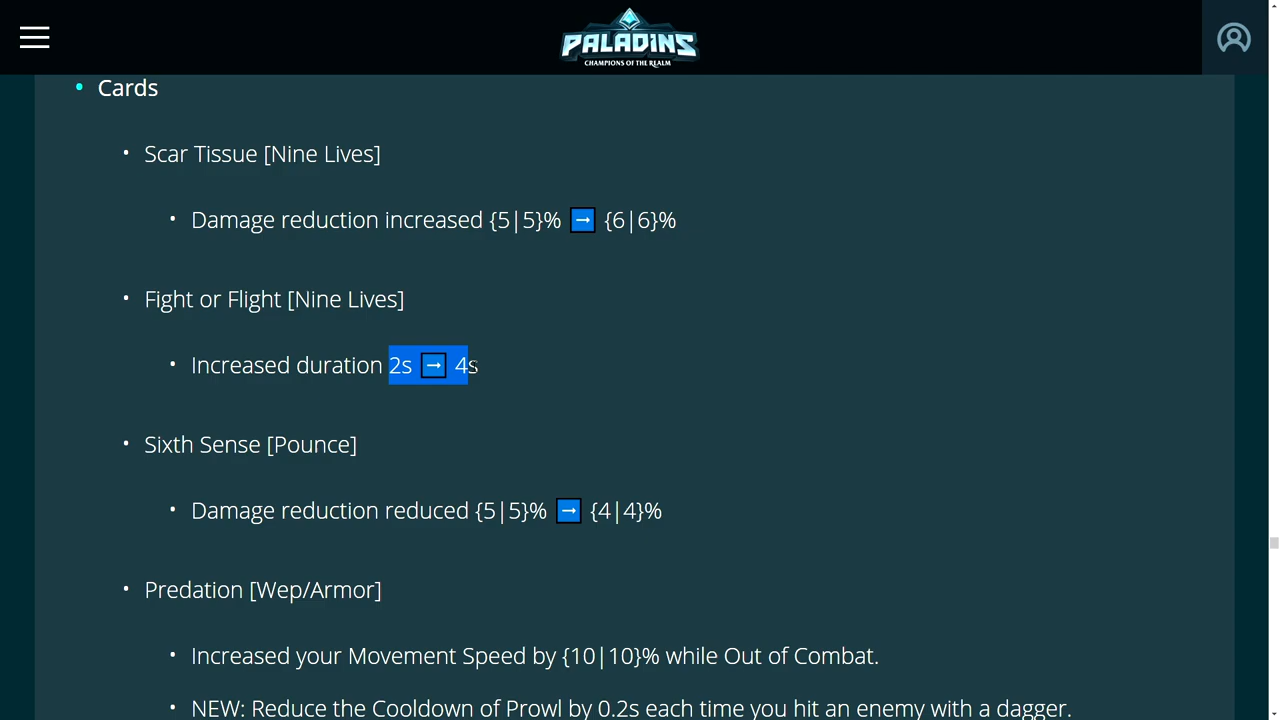 PALADINS
CHAMPIONS OF THE REALM
• Cards
• Scar Tissue [Nine Lives]
• Damage reduction increased {5|5}% → {6|6}%
• Fight or Flight [Nine Lives]
• Increased duration 2s → 4s
• Sixth Sense [Pounce]
• Damage reduction reduced {5|5}% → {4|4}%
• Predation [Wep/Armor]
• Increased your Movement Speed by {10|10}% while Out of Combat.
• NEW: Reduce the Cooldown of Prowl by 0.2s each time you hit an enemy with a dagger.